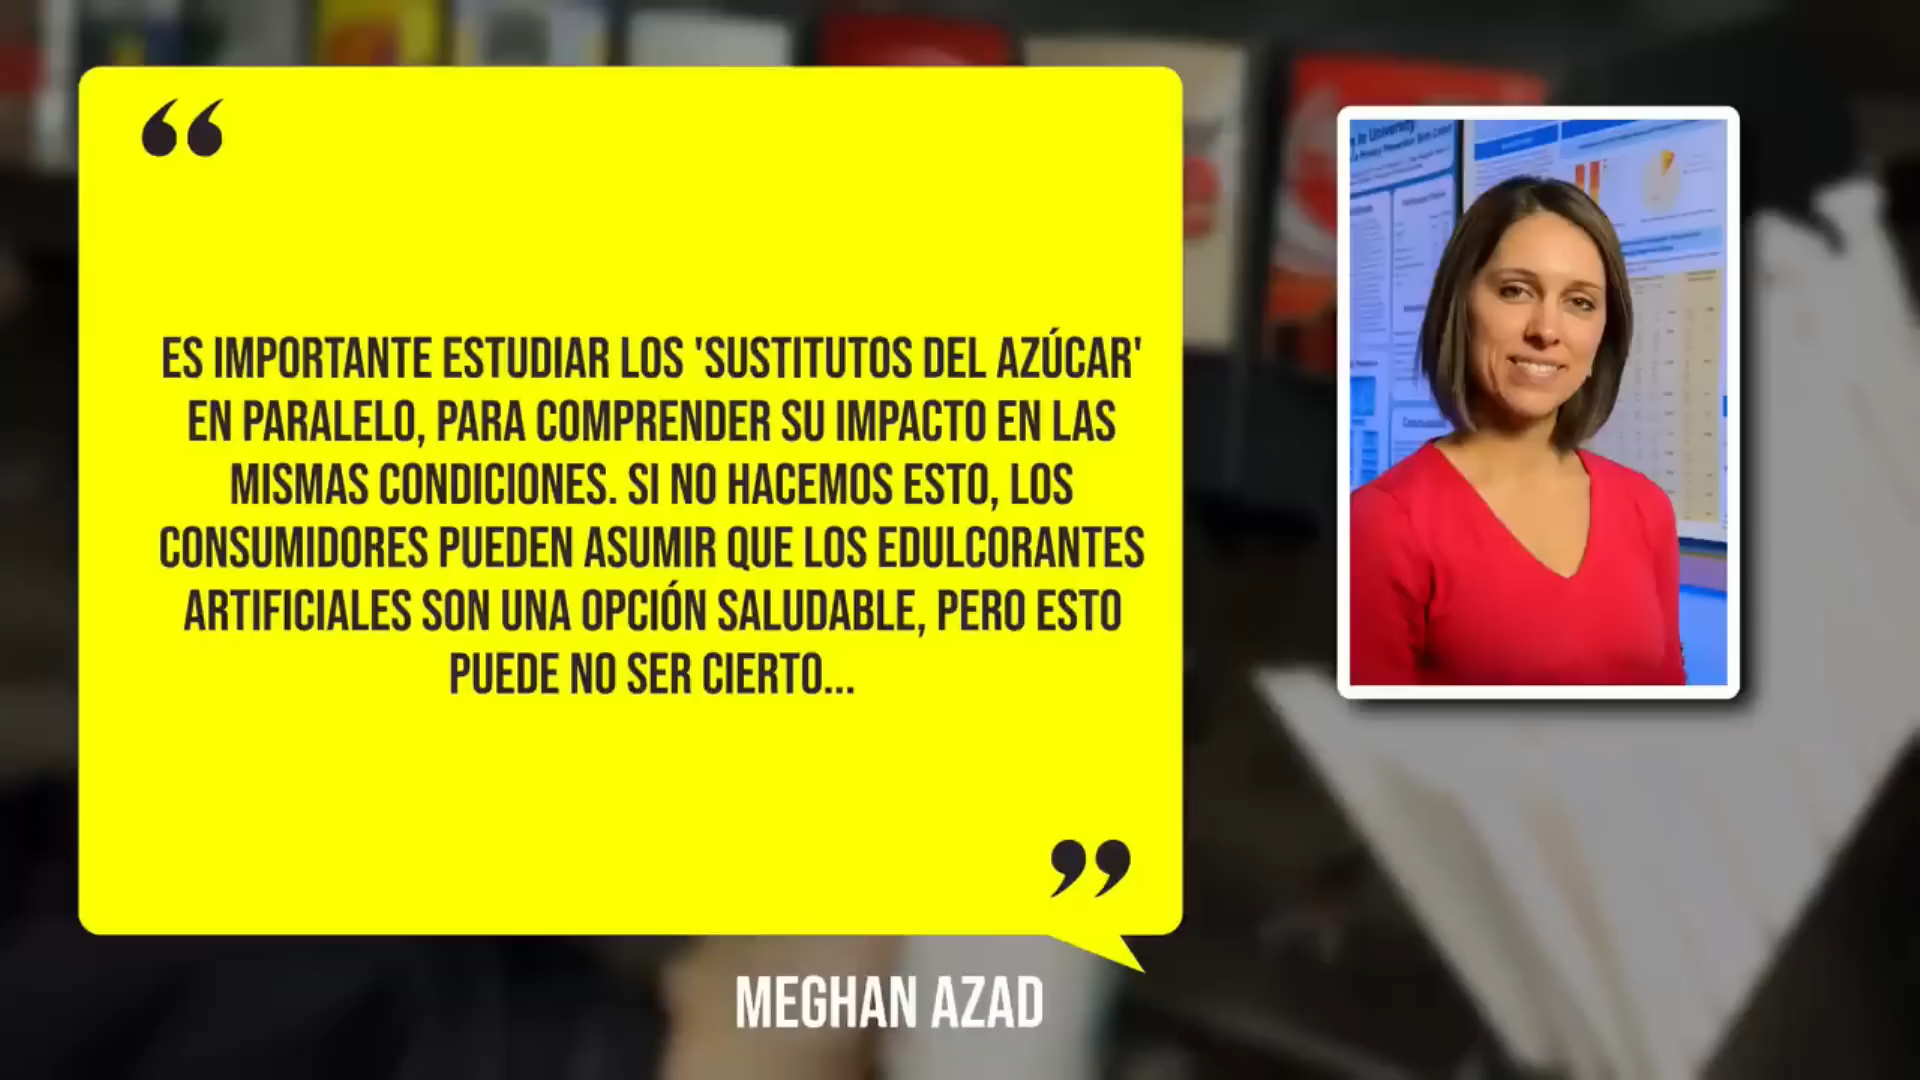 “
ES IMPORTANTE ESTUDIAR LOS 'SUSTITUTOS DEL AZÚCAR'
EN PARALELO, PARA COMPRENDER SU IMPACTO EN LAS
MISMAS CONDICIONES. SI NO HACEMOS ESTO, LOS
CONSUMIDORES PUEDEN ASUMIR QUE LOS EDULCORANTES
ARTIFICIALES SON UNA OPCIÓN SALUDABLE, PERO ESTO
PUEDE NO SER CIERTO...
”
MEGHAN AZAD
University